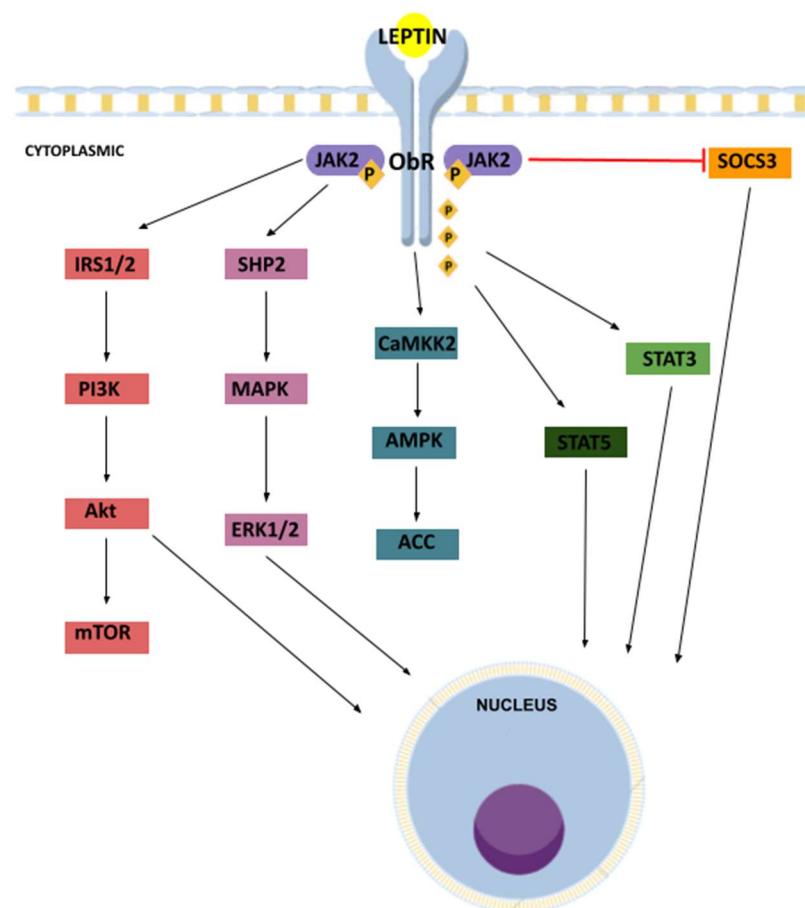 LEPTIN
CYTOPLASMIC
JAK2
P
ObR
JAK2
P
SOCS3
P
P
P
IRS1/2
SHP2
CaMKK2
STAT3
PI3K
MAPK
AMPK
STAT5
Akt
ERK1/2
ACC
mTOR
NUCLEUS